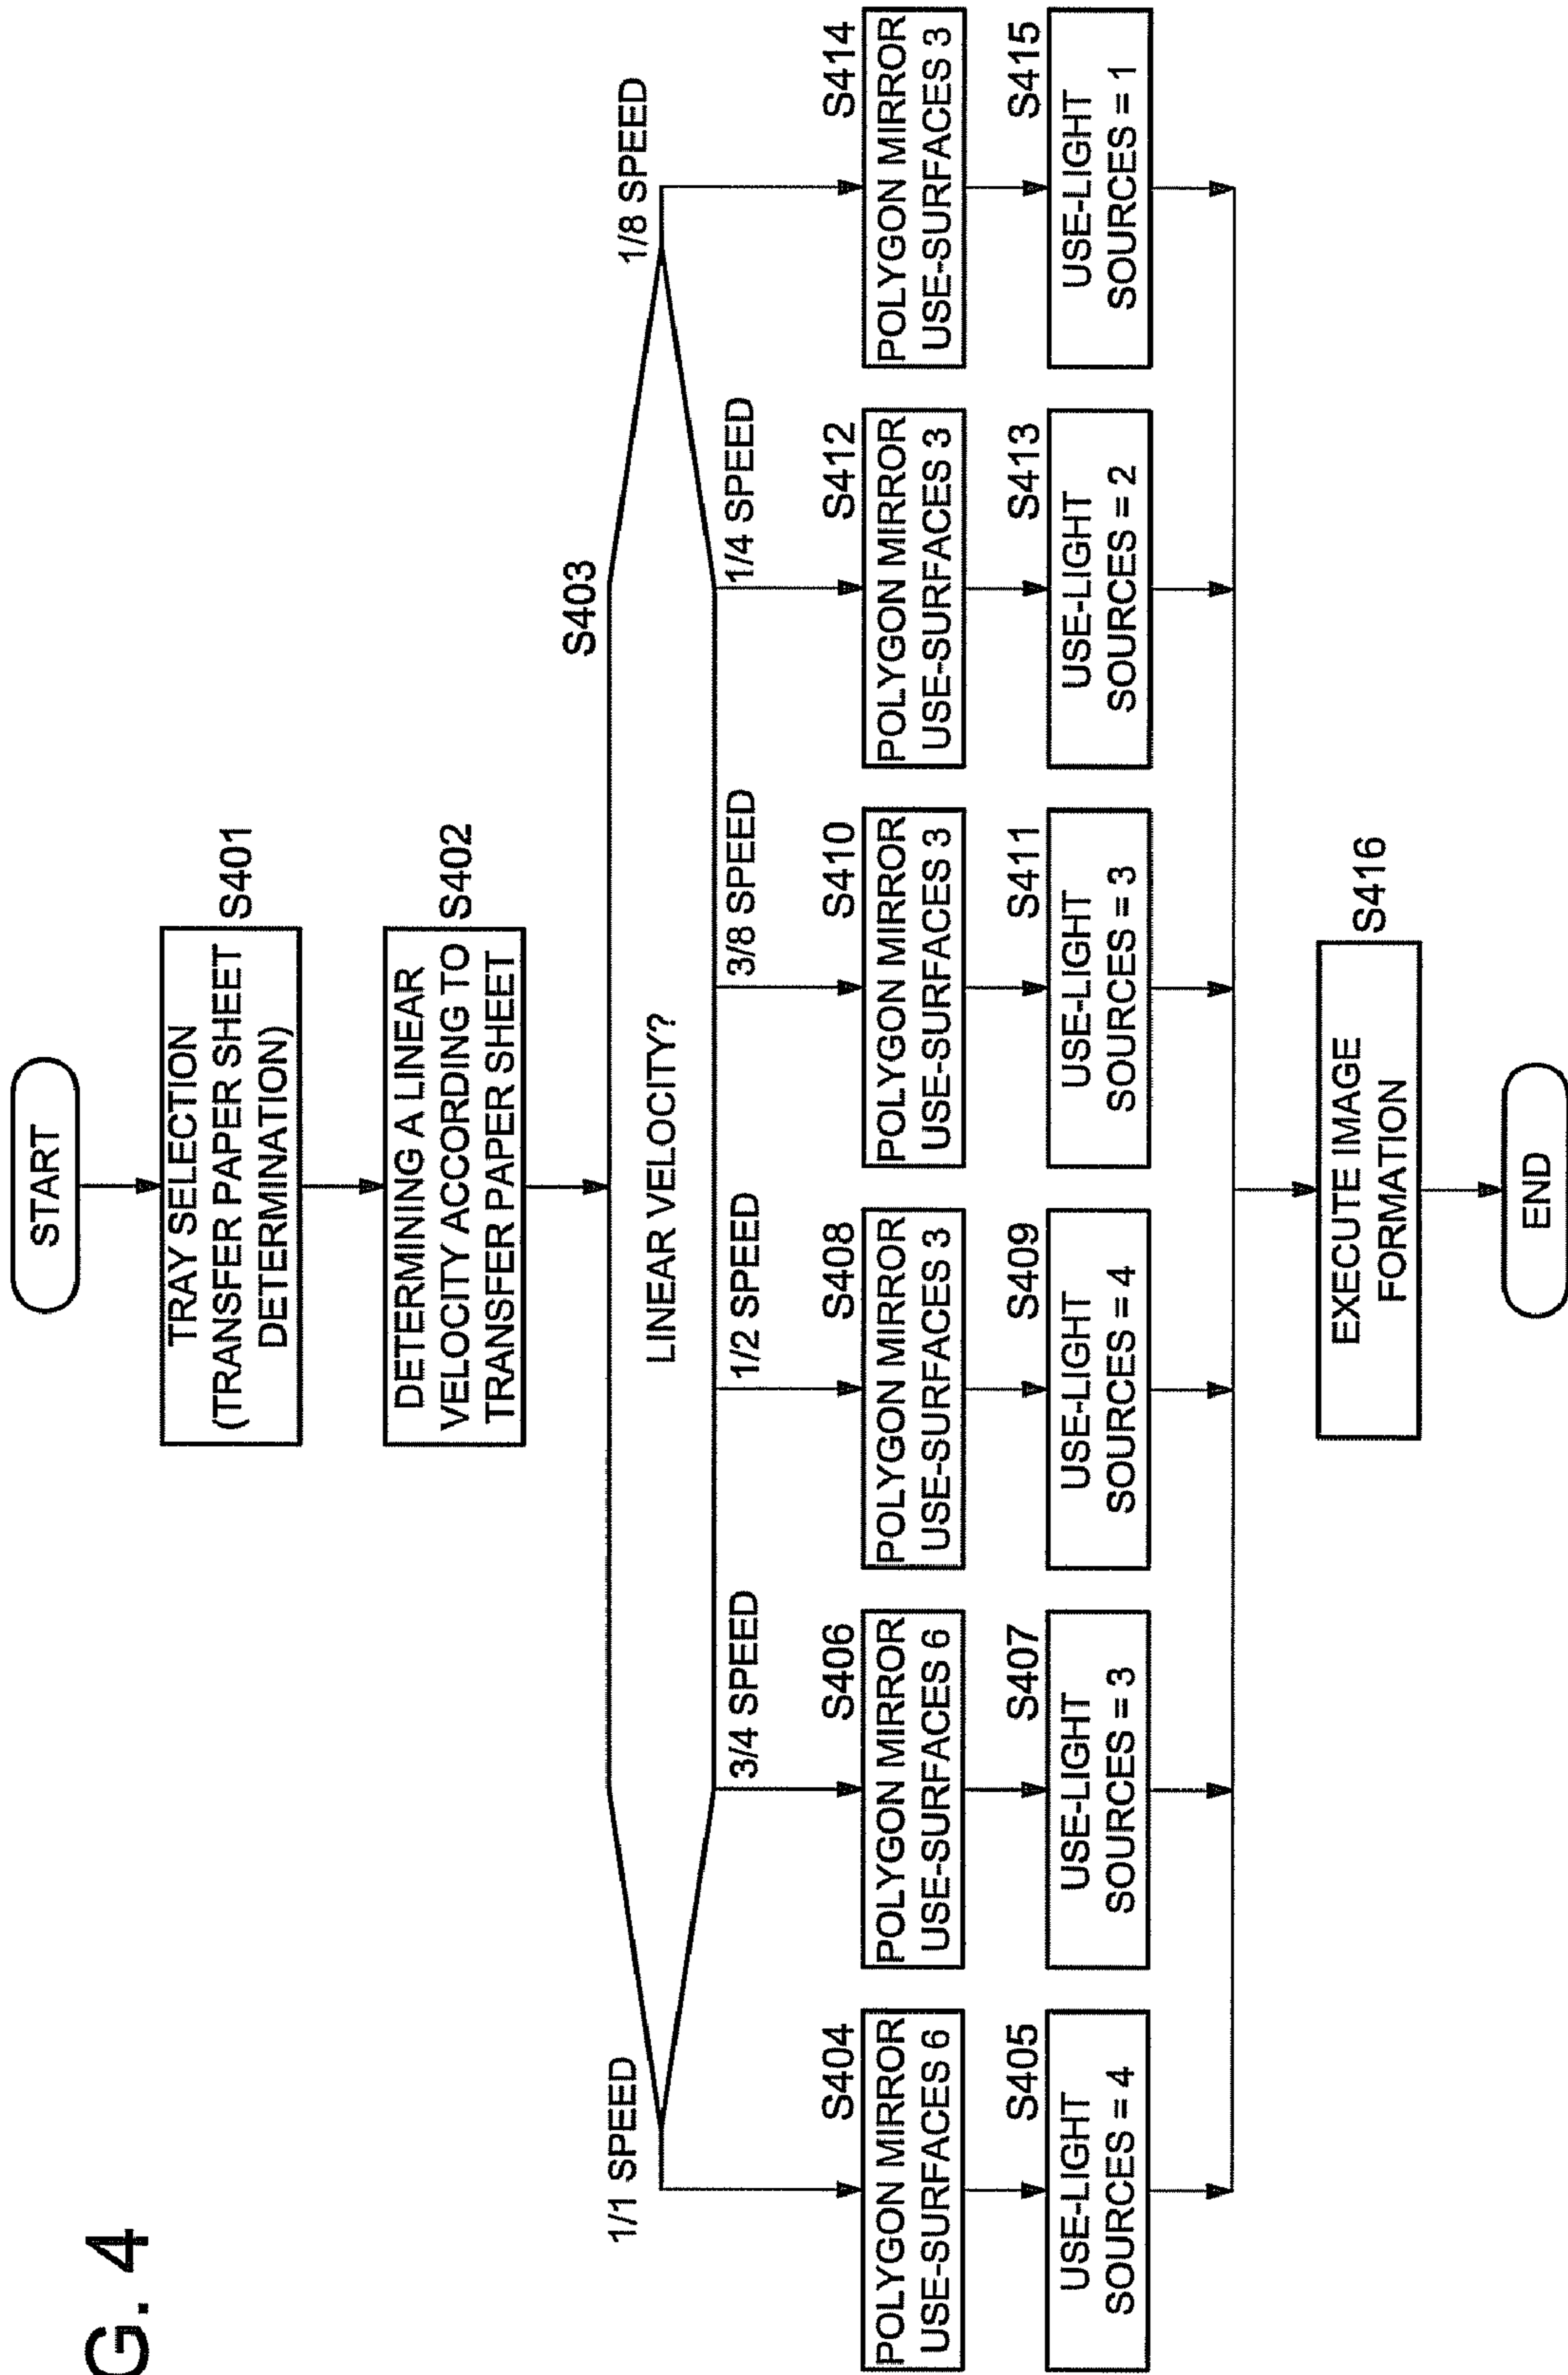 G. 4
START
TRAY SELECTION
(TRANSFER PAPER SHEET
DETERMINATION)
S401
DETERMINING A LINEAR
VELOCITY ACCORDING TO
TRANSFER PAPER SHEET
S402
LINEAR VELOCITY?
S403
1/1 SPEED
3/4 SPEED
1/2 SPEED
3/8 SPEED
1/4 SPEED
1/8 SPEED
S404
POLYGON MIRROR
USE-SURFACES 6
S406
POLYGON MIRROR
USE-SURFACES 6
S408
POLYGON MIRROR
USE-SURFACES 3
S410
POLYGON MIRROR
USE-SURFACES 3
S412
POLYGON MIRROR
USE-SURFACES 3
S414
POLYGON MIRROR
USE-SURFACES 3
S405
USE-LIGHT
SOURCES = 4
S407
USE-LIGHT
SOURCES = 3
S409
USE-LIGHT
SOURCES = 4
S411
USE-LIGHT
SOURCES = 3
S413
USE-LIGHT
SOURCES = 2
S415
USE-LIGHT
SOURCES = 1
EXECUTE IMAGE
FORMATION
S416
END